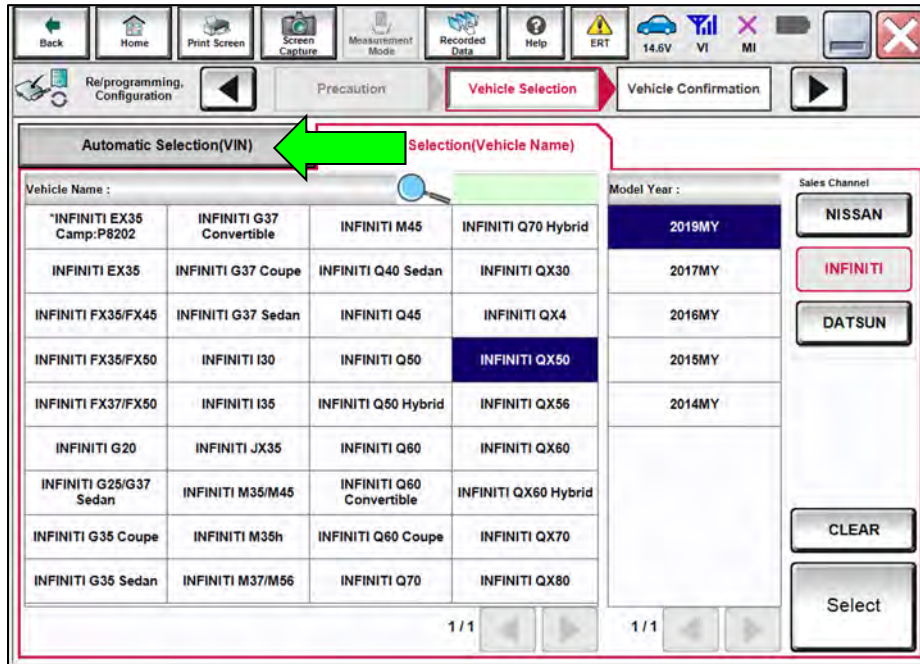 Back
Home
Print Screen
Screen
Capture
Measurement
Mode
Recorded
Data
Help
ERT
14.6V
VI
MI
Re/programming,
Configuration
Precaution
Vehicle Selection
Vehicle Confirmation
Automatic Selection(VIN)
Selection(Vehicle Name)
Vehicle Name :
Model Year :
Sales Channel
*INFINITI EX35
Camp:P8202
INFINITI G37
Convertible
INFINITI M45
INFINITI Q70 Hybrid
2019MY
NISSAN
INFINITI EX35
INFINITI G37 Coupe
INFINITI Q40 Sedan
INFINITI QX30
2017MY
INFINITI
INFINITI FX35/FX45
INFINITI G37 Sedan
INFINITI Q45
INFINITI QX4
2016MY
DATSUN
INFINITI FX35/FX50
INFINITI I30
INFINITI Q50
INFINITI QX50
2015MY
INFINITI FX37/FX50
INFINITI I35
INFINITI Q50 Hybrid
INFINITI QX56
2014MY
INFINITI G20
INFINITI JX35
INFINITI Q60
INFINITI QX60
INFINITI G25/G37
Sedan
INFINITI M35/M45
INFINITI Q60
Convertible
INFINITI QX60 Hybrid
INFINITI G35 Coupe
INFINITI M35h
INFINITI Q60 Coupe
INFINITI QX70
CLEAR
INFINITI G35 Sedan
INFINITI M37/M56
INFINITI Q70
INFINITI QX80
Select
1/1
1/1